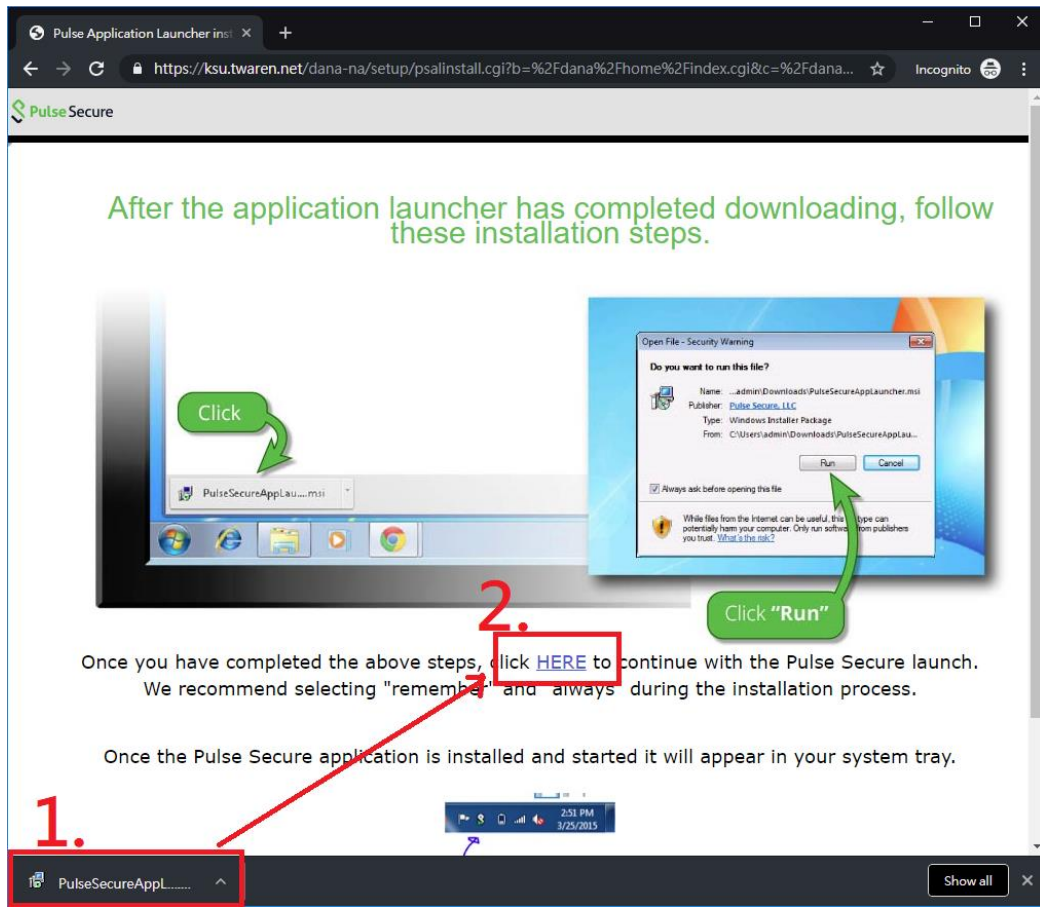 Pulse Application Launcher inst
https://ksu.twaren.net/dana-na/setup/psalinstall.cgi?b=%2Fdana%2Fhome%2Findex.cgi&c=%2Fdana...
Incognito
Pulse Secure
After the application launcher has completed downloading, follow
these installation steps.
Click
PulseSecureAppLau....msi
Open File - Security Warning
Do you want to run this file?
Name: ...admin\Downloads\PulseSecureAppLauncher.msi
Publisher: Pulse Secure, LLC
Type: Windows Installer Package
From: C:\Users\admin\Downloads\PulseSecureAppLau...
Run
Cancel
Always ask before opening this file
While files from the Internet can be useful, this type can
potentially harm your computer. Only run software from publishers
you trust. What's the risk?
Click "Run"
2.
Once you have completed the above steps, click HERE to continue with the Pulse Secure launch.
We recommend selecting "remember" and "always" during the installation process.
Once the Pulse Secure application is installed and started it will appear in your system tray.
2:51 PM
3/25/2015
1.
PulseSecureAppL.......
Show all